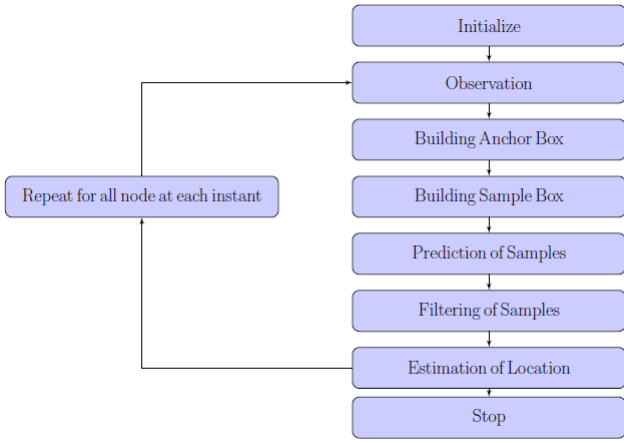 Initialize
Observation
Building Anchor Box
Repeat for all node at each instant
Building Sample Box
Prediction of Samples
Filtering of Samples
Estimation of Location
Stop